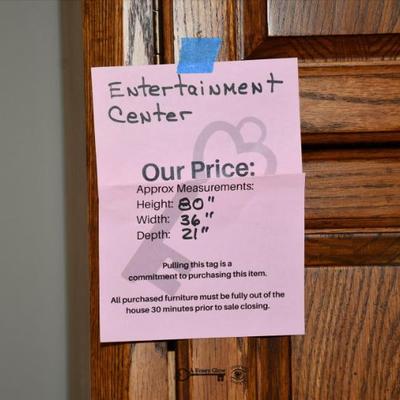 Entertainment
Center
Our Price:
Approx Measurements:
Height: 80"
Width: 36"
Depth: 21"
Pulling this tag is a
commitment to purchasing this item.
All purchased furniture must be fully out of the
house 30 minutes prior to sale closing.